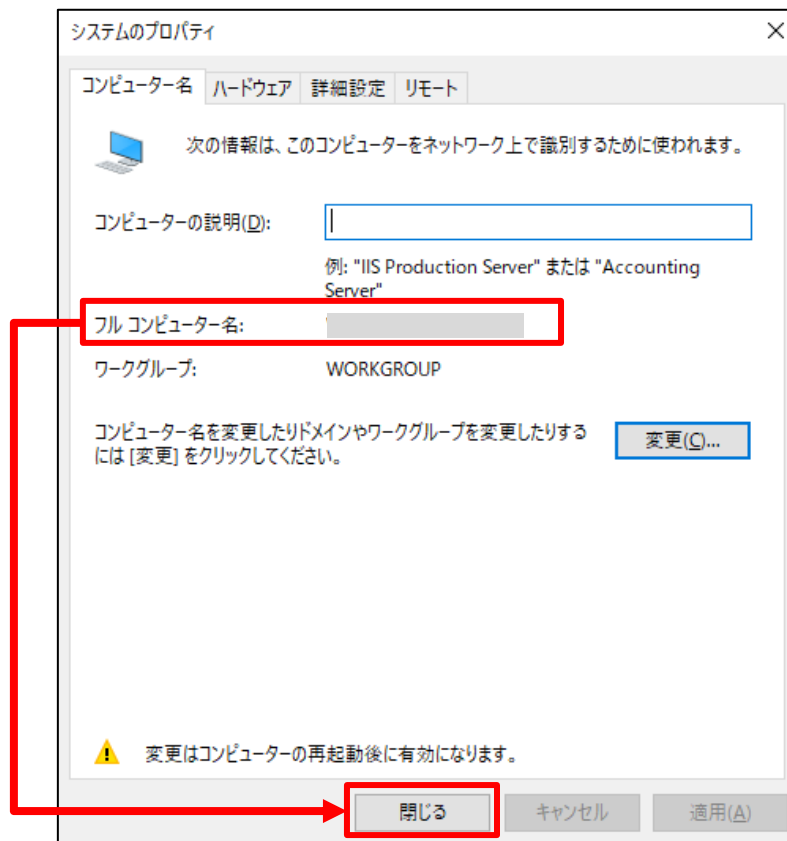 システムのプロパティ
コンピューター名 ハードウェア 詳細設定 リモート
次の情報は、このコンピューターをネットワーク上で識別するために使われます。
コンピューターの説明(D):
例: "IIS Production Server" または "Accounting
Server"
フル コンピューター名:
ワークグループ: WORKGROUP
コンピューター名を変更したりドメインやワークグループを変更したりする
には [変更] をクリックしてください。
変更(C)...
変更はコンピューターの再起動後に有効になります。
閉じる キャンセル 適用(A)